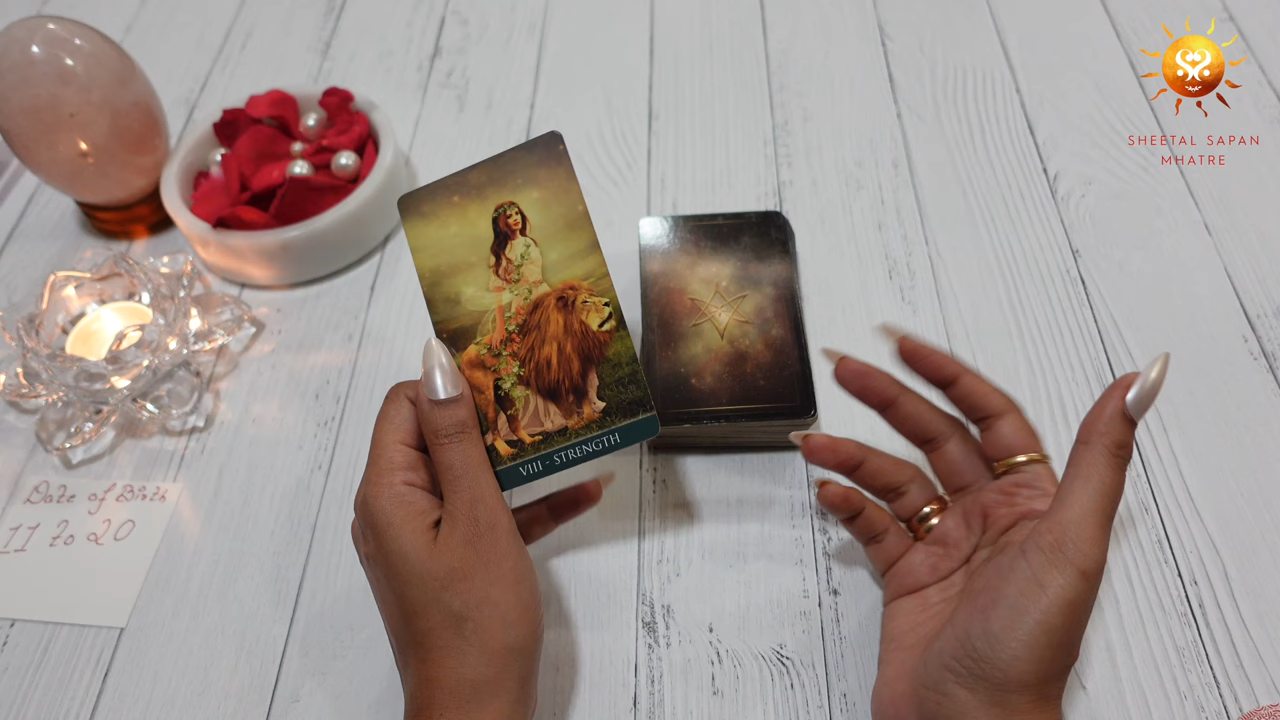 SHEETAL SAPAN
MHATRE
VIII - STRENGTH
Date of Birth
11 to 20